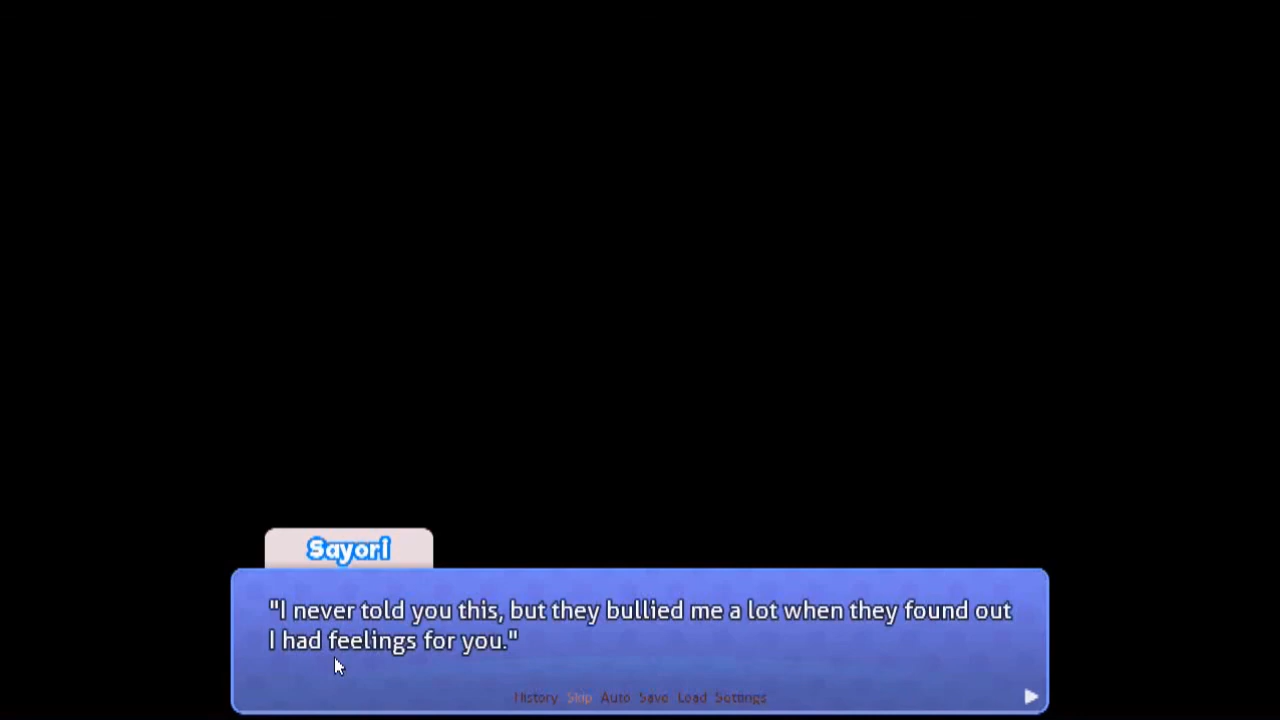 Sayori
"I never told you this, but they bullied me a lot when they found out
I had feelings for you."
History Skip Auto Save Load Settings